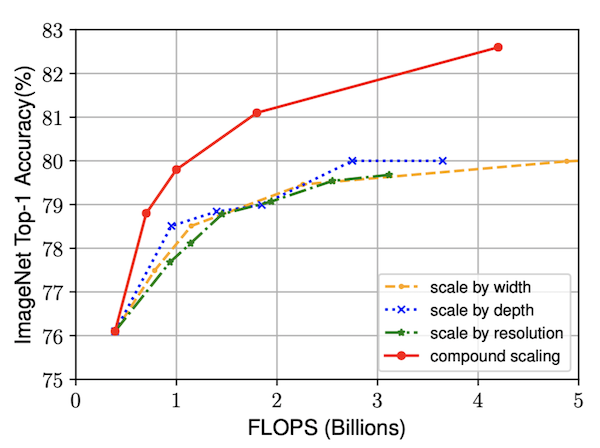 83
82
81
80
79
78
77
76
75
ImageNet Top-1 Accuracy(%)
scale by width
scale by depth
scale by resolution
compound scaling
0 1 2 3 4 5
FLOPS (Billions)